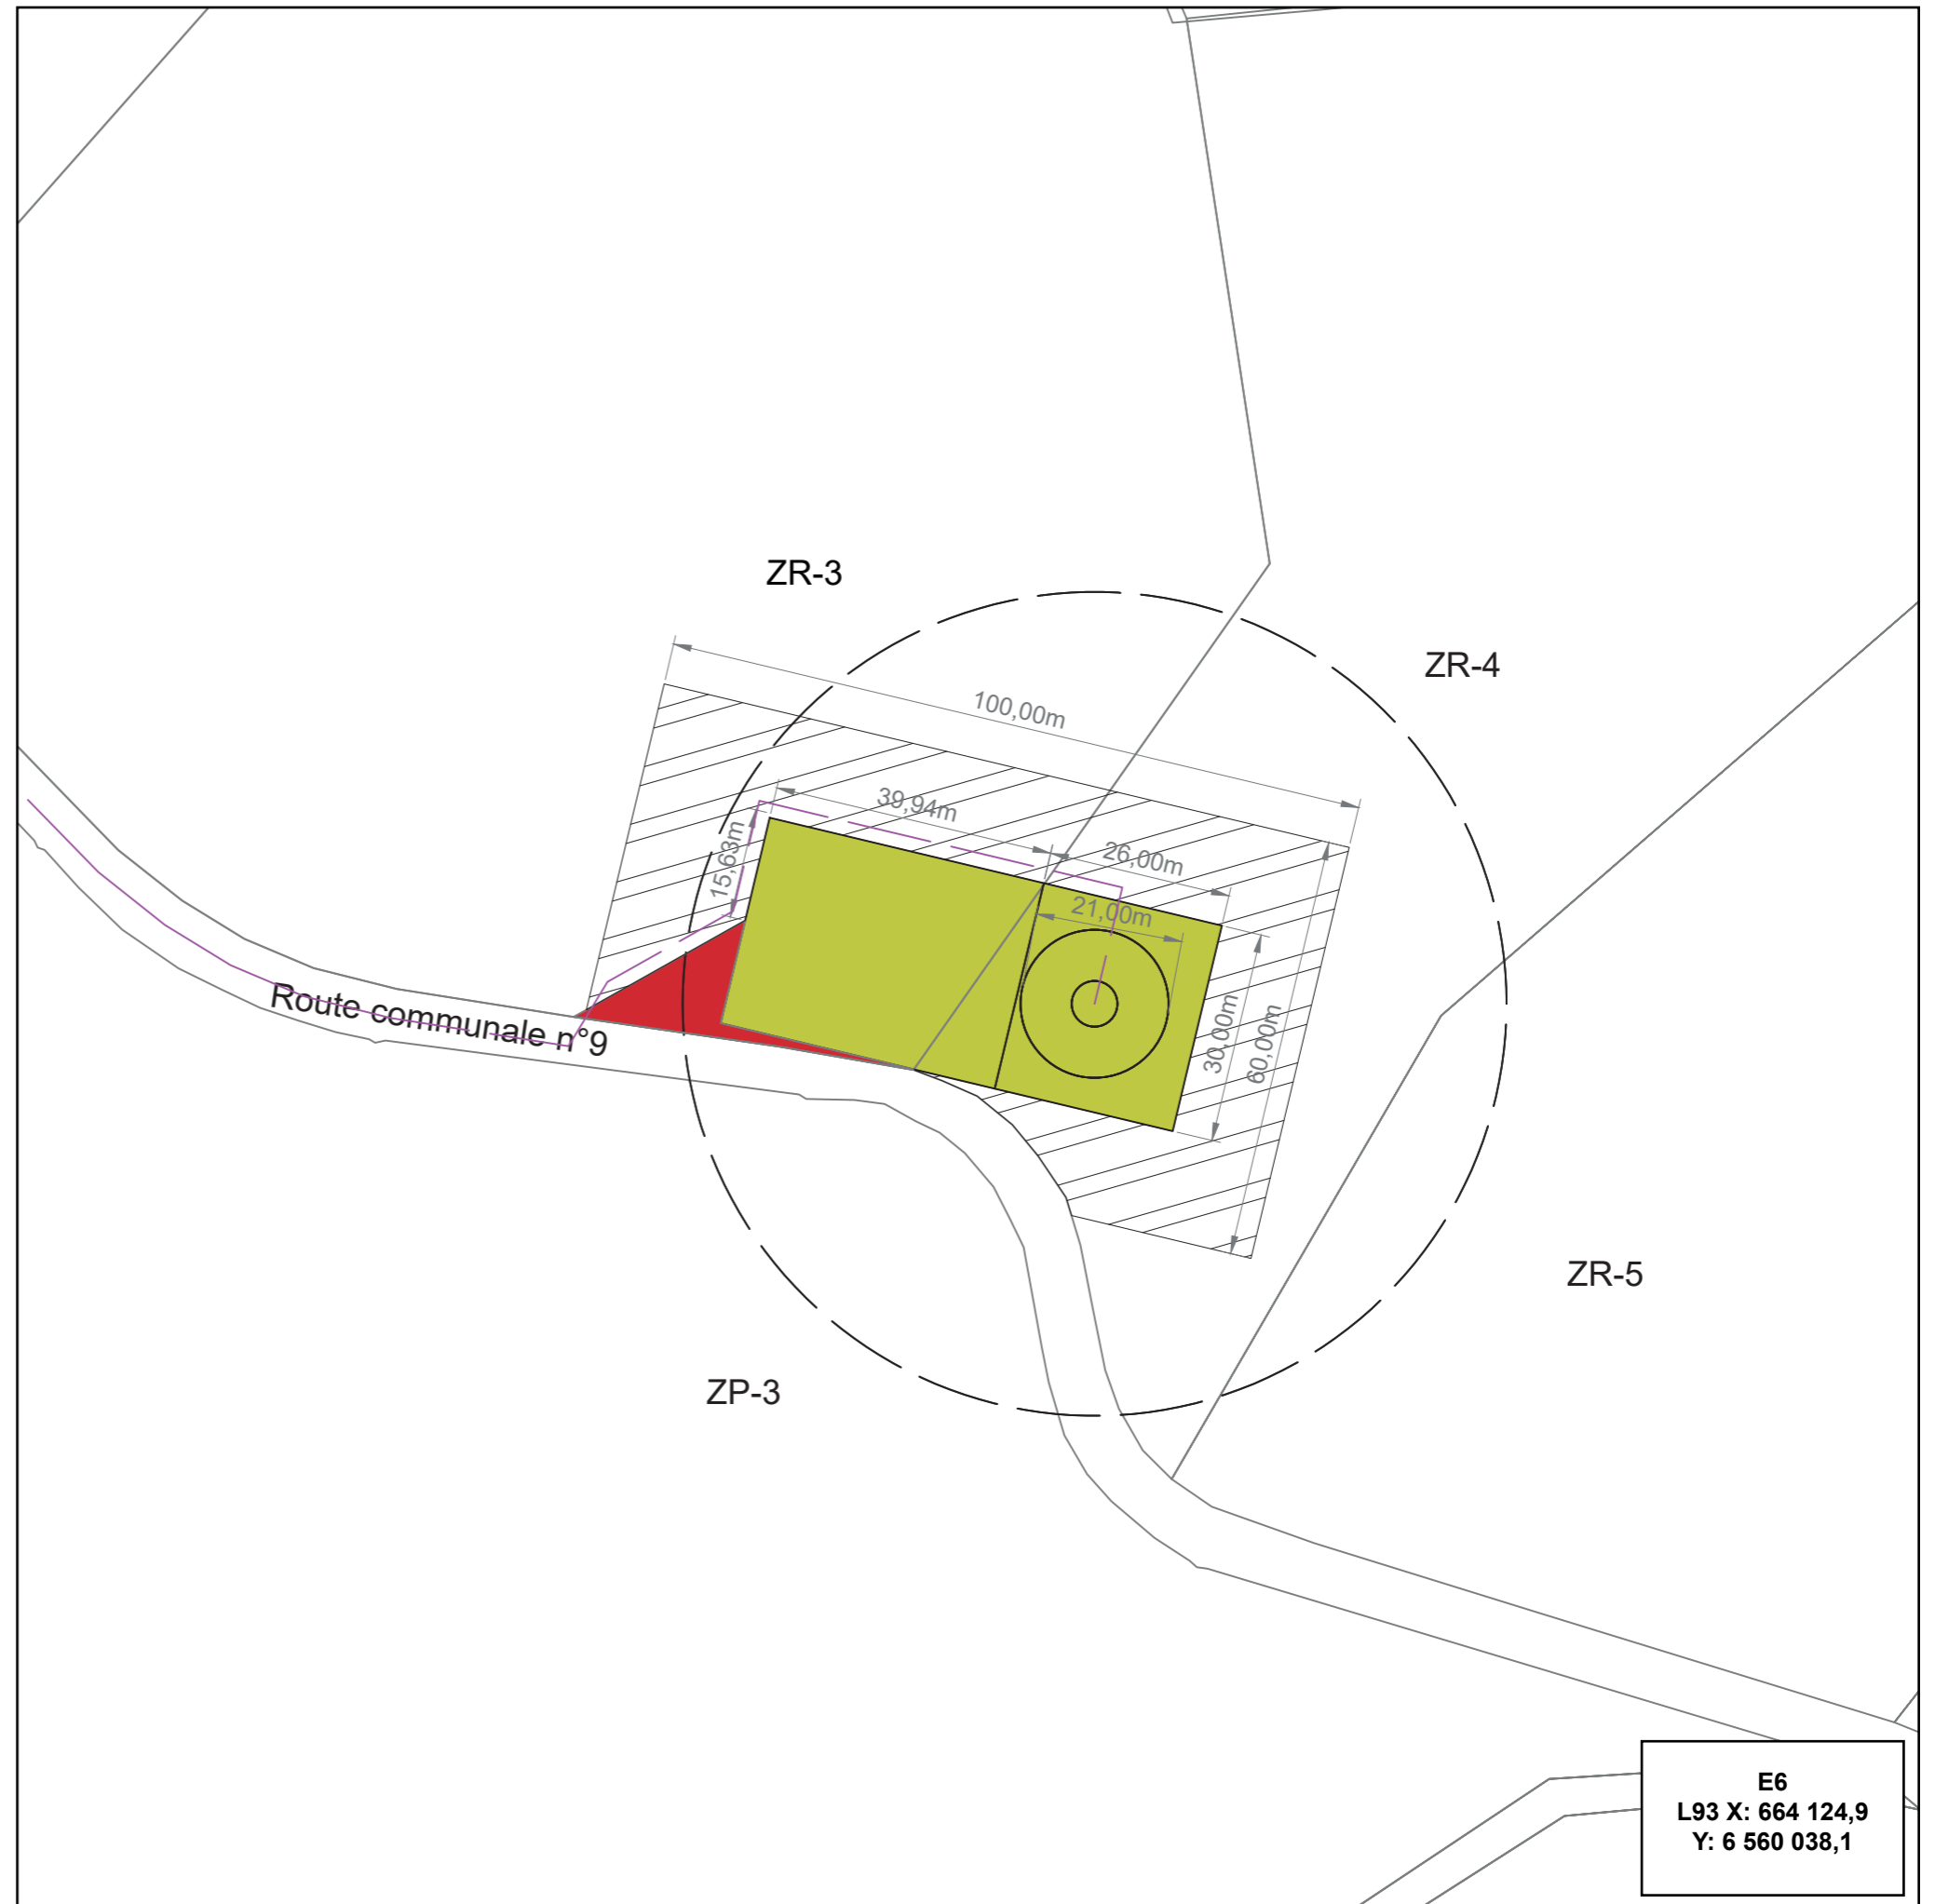 ZR-3
ZR-4
100,00m
39,94m
15,63m
26,00m
21,00m
30,00m
60,00m
Route communale n°9
ZR-5
ZP-3
E6
L93 X: 664 124,9
Y: 6 560 038,1